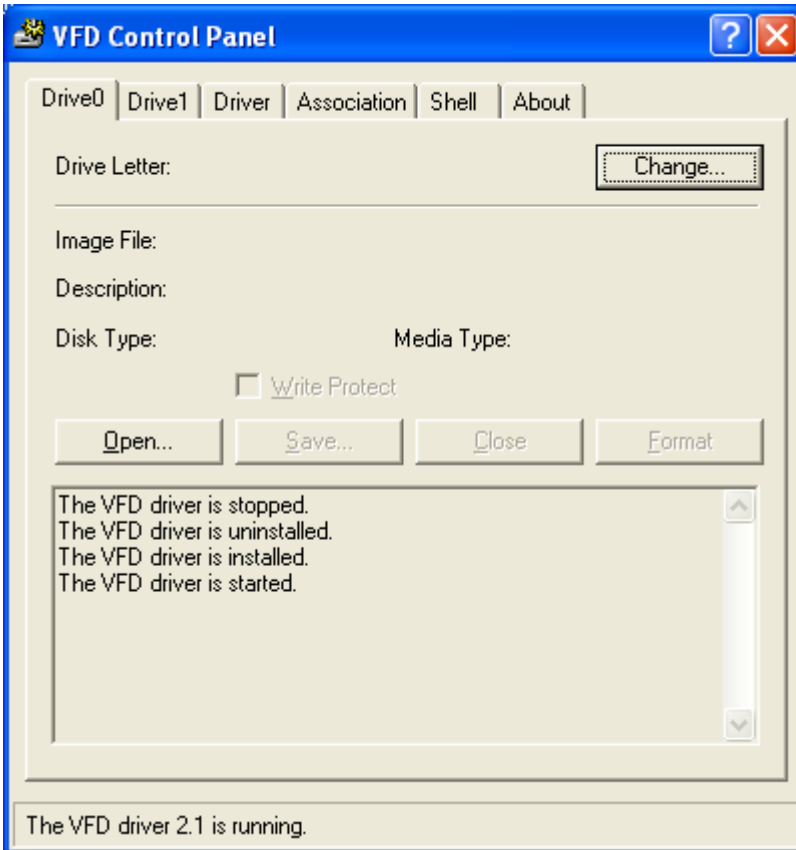 VFD Control Panel
Drive0 Drive1 Driver Association Shell About
Drive Letter: Change...
Image File:
Description:
Disk Type: Media Type:
Write Protect
Open... Save... Close Format
The VFD driver is stopped.
The VFD driver is uninstalled.
The VFD driver is installed.
The VFD driver is started.
The VFD driver 2.1 is running.